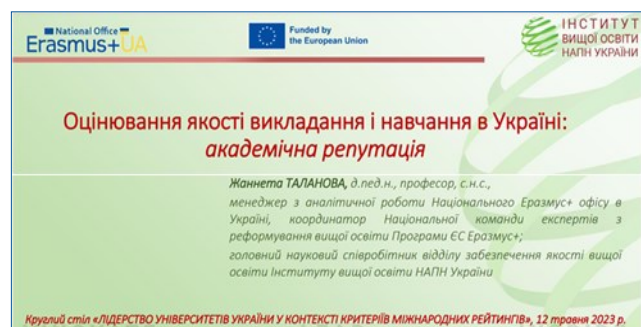 National Office
Erasmus+UA
Funded by
the European Union
ІНСТИТУТ
ВИЩОЇ ОСВІТИ
НАПН УКРАЇНИ
Оцінювання якості викладання і навчання в Україні:
академічна репутація
Жаннета ТАЛАНОВА, д.пед.н., професор, с.н.с.,
менеджер з аналітичної роботи Національного Еразмус+ офісу в
Україні, координатор Національної команди експертів з
реформування вищої освіти Програми ЄС Еразмус+;
головний науковий співробітник відділу забезпечення якості вищої
освіти Інституту вищої освіти НАПН України
Круглий стіл «ЛІДЕРСТВО УНІВЕРСИТЕТІВ УКРАЇНИ У КОНТЕКСТІ КРИТЕРІЇВ МІЖНАРОДНИХ РЕЙТИНГІВ», 12 травня 2023 р.